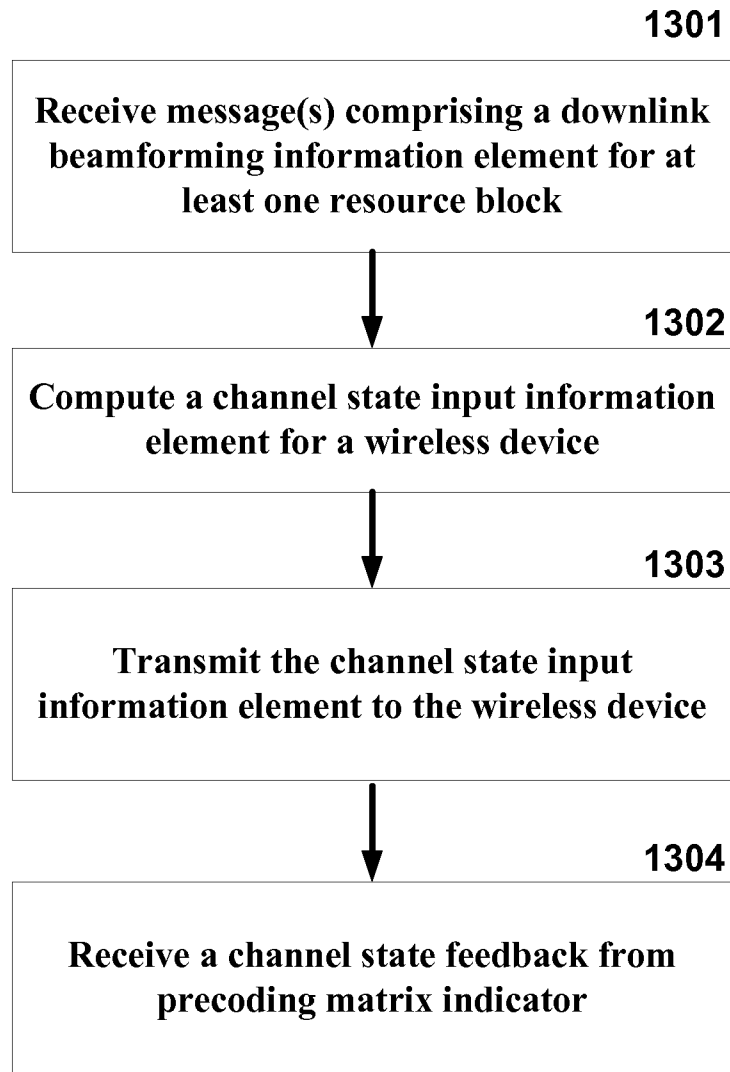 1301
Receive message(s) comprising a downlink
beamforming information element for at
least one resource block
1302
Compute a channel state input information
element for a wireless device
1303
Transmit the channel state input
information element to the wireless device
1304
Receive a channel state feedback from
precoding matrix indicator